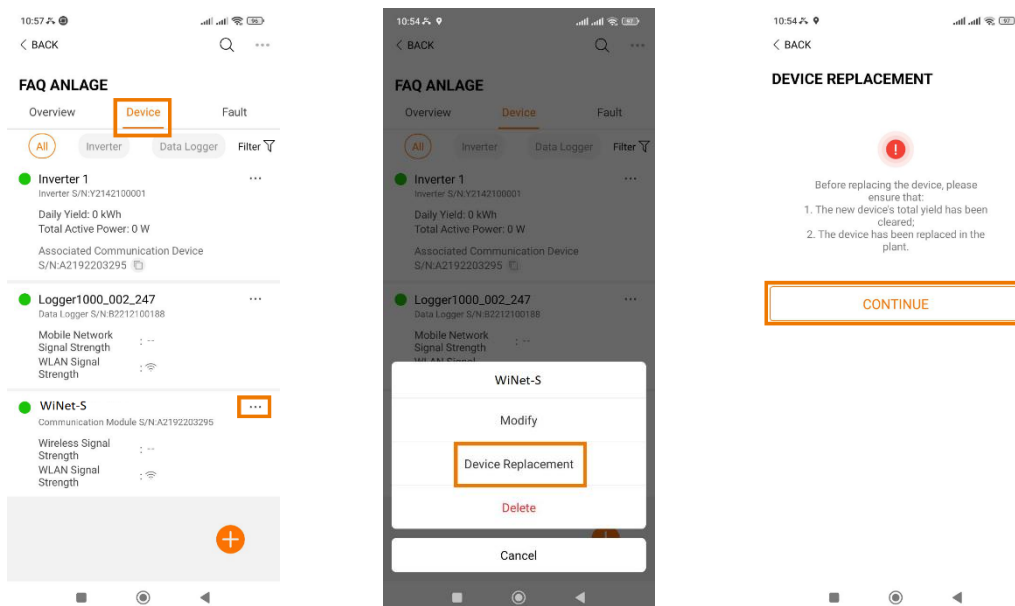 10:57
96
BACK
FAQ ANLAGE
Overview Device Fault
All Inverter Data Logger Filter
Inverter 1
Inverter S/N:Y2142100001
Daily Yield: 0 kWh
Total Active Power: 0 W
Associated Communication Device
S/N:A2192203295
Logger1000_002_247
Data Logger S/N:B2212100188
Mobile Network
Signal Strength : --
WLAN Signal
Strength :
WiNet-S
Communication Module S/N:A2192203295
Wireless Signal
Strength : --
WLAN Signal
Strength :
10:54
97
BACK
FAQ ANLAGE
Overview Device Fault
All Inverter Data Logger Filter
Inverter 1
Inverter S/N:Y2142100001
Daily Yield: 0 kWh
Total Active Power: 0 W
Associated Communication Device
S/N:A2192203295
Logger1000_002_247
Data Logger S/N:B2212100188
Mobile Network
Signal Strength : --
WLAN Signal
WiNet-S
Modify
Device Replacement
Delete
Cancel
10:54
97
BACK
DEVICE REPLACEMENT
Before replacing the device, please
ensure that:
1. The new device's total yield has been
cleared;
2. The device has been replaced in the
plant.
CONTINUE